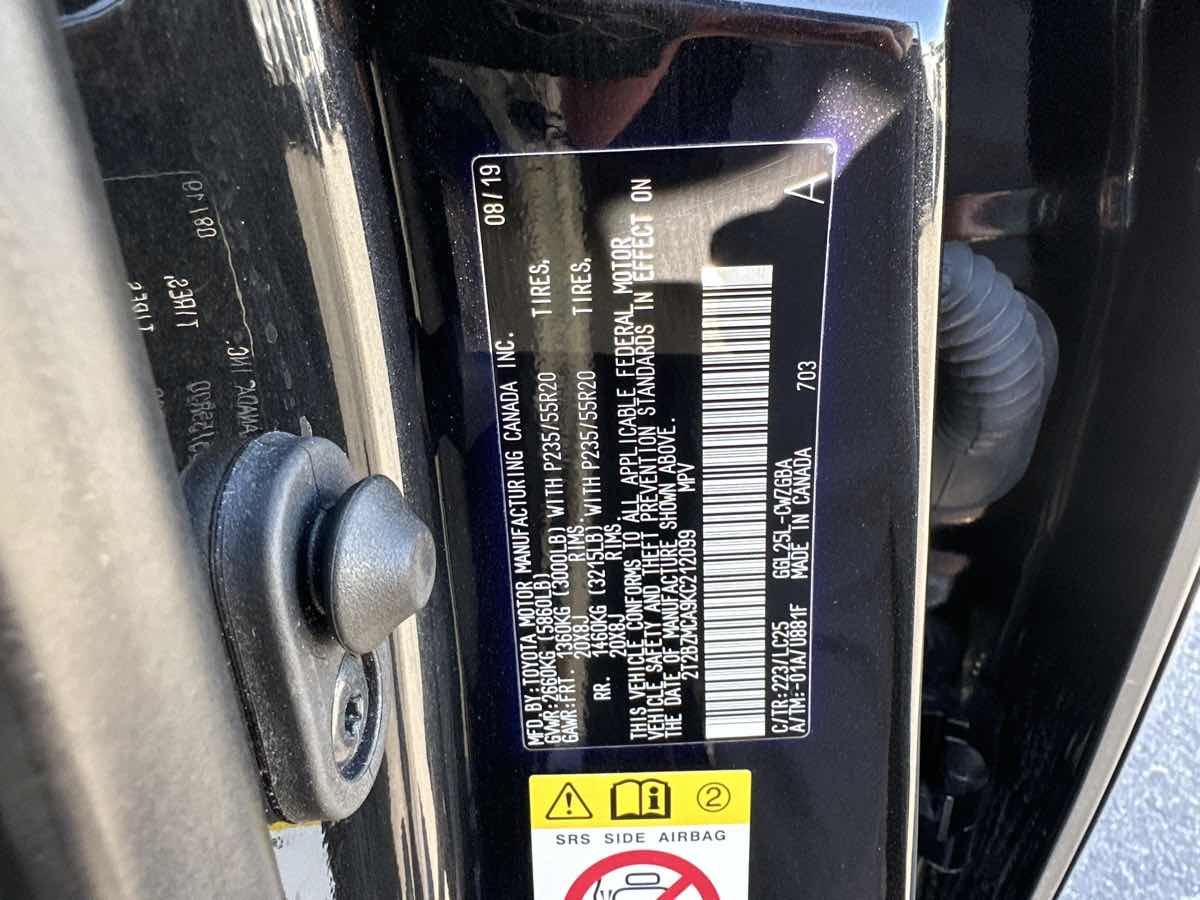 MFD.BY:TOYOTA MOTOR MANUFACTURING CANADA INC. 08/19
GVWR:2660KG (5860LB)
GAWR:FRT. 1360KG (3000LB) WITH P235/55R20 TIRES,
20X8J RIMS.
RR. 1460KG (3215LB) WITH P235/55R20 TIRES,
20X8J RIMS
THIS VEHICLE CONFORMS TO ALL APPLICABLE FEDERAL MOTOR
VEHICLE SAFETY AND THEFT PREVENTION STANDARDS IN EFFECT ON
THE DATE OF MANUFACTURE SHOWN ABOVE.
2T2BZMCA9KC212099 MPV
C/TR:223/LC25 GGL25L-CWZGBA
A/TM:-01A/U881F MADE IN CANADA 703 A
2
SRS SIDE AIRBAG